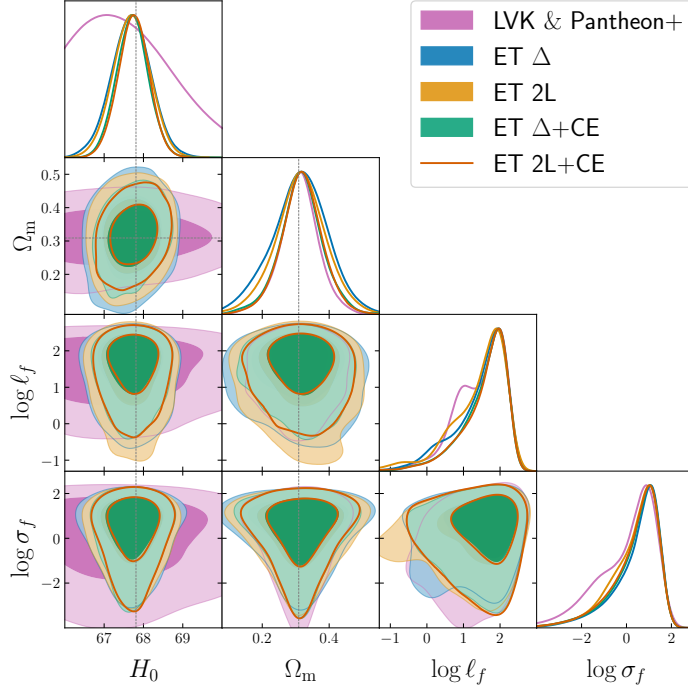 LVK & Pantheon+
ET Δ
ET 2L
ET Δ+CE
ET 2L+CE
0.5
0.4
0.3
0.2
Ωm
2
1
0
−1
log ℓf
2
0
−2
log σf
67 68 69
0.2 0.4
−1 0 1 2
0 2
H0
Ωm
log ℓf
log σf